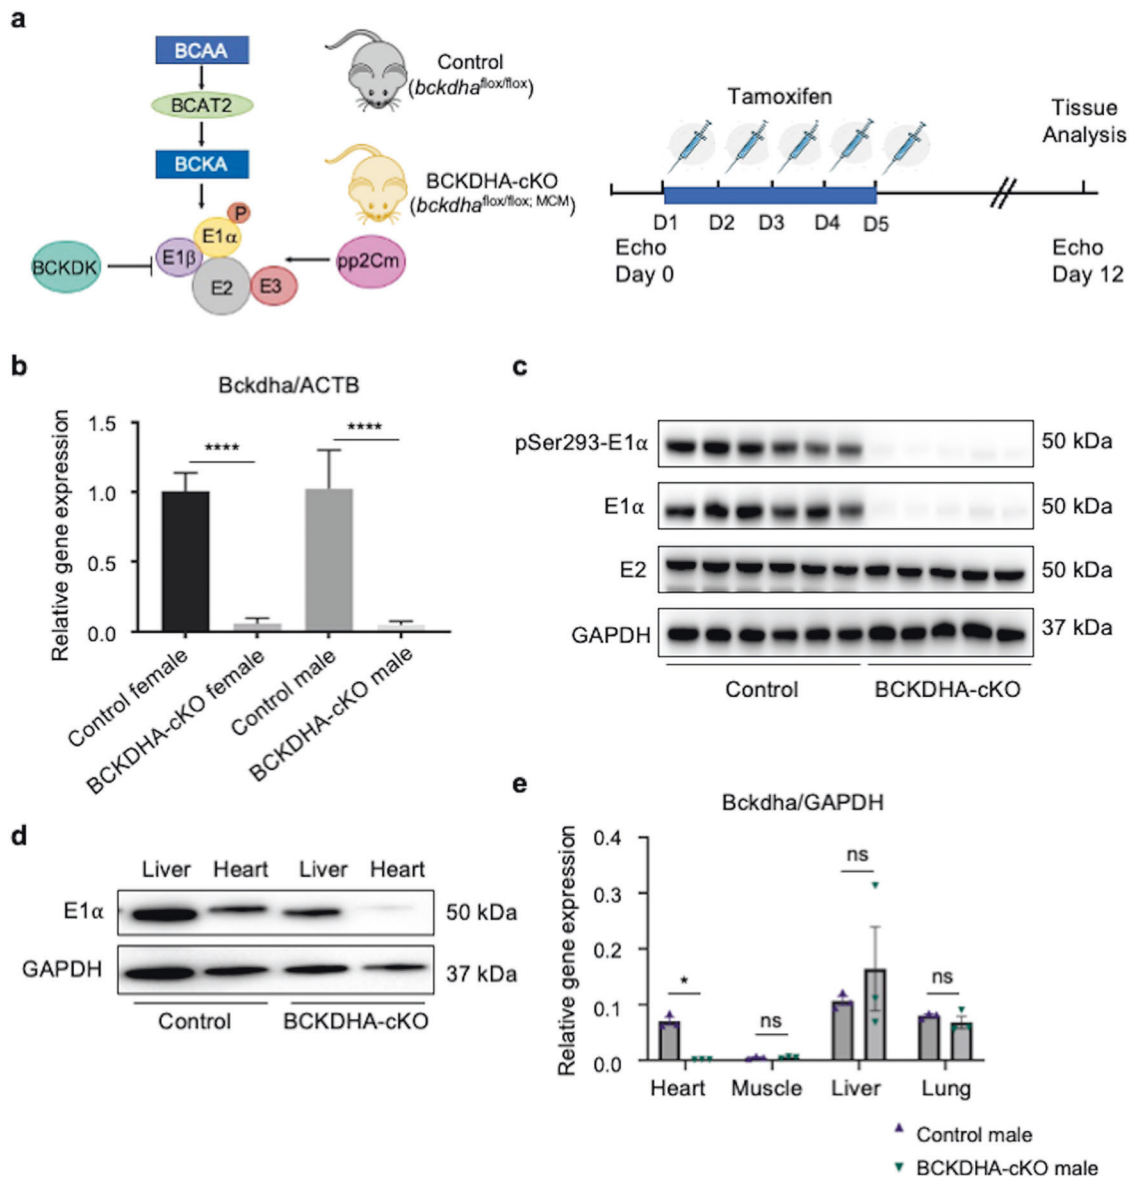 a
BCAA
BCAT2
BCKA
P
E1α
E1β
E2
E3
BCKDK
pp2Cm
Control
(bckdha flox/flox)
BCKDHA-cKO
(bckdha flox/flox; MCM)
Tamoxifen
Tissue
Analysis
D1 D2 D3 D4 D5
Echo
Day 0
Echo
Day 12
b
Bckdha/ACTB
Relative gene expression
1.5
1.0
0.5
0.0
****
****
Control female
BCKDHA-cKO female
Control male
BCKDHA-cKO male
c
pSer293-E1α 50 kDa
E1α 50 kDa
E2 50 kDa
GAPDH 37 kDa
Control BCKDHA-cKO
d
Liver Heart Liver Heart
E1α 50 kDa
GAPDH 37 kDa
Control BCKDHA-cKO
e
Bckdha/GAPDH
Relative gene expression
0.4
0.3
0.2
0.1
0.0
*
ns
ns
ns
Heart Muscle Liver Lung
Control male
BCKDHA-cKO male